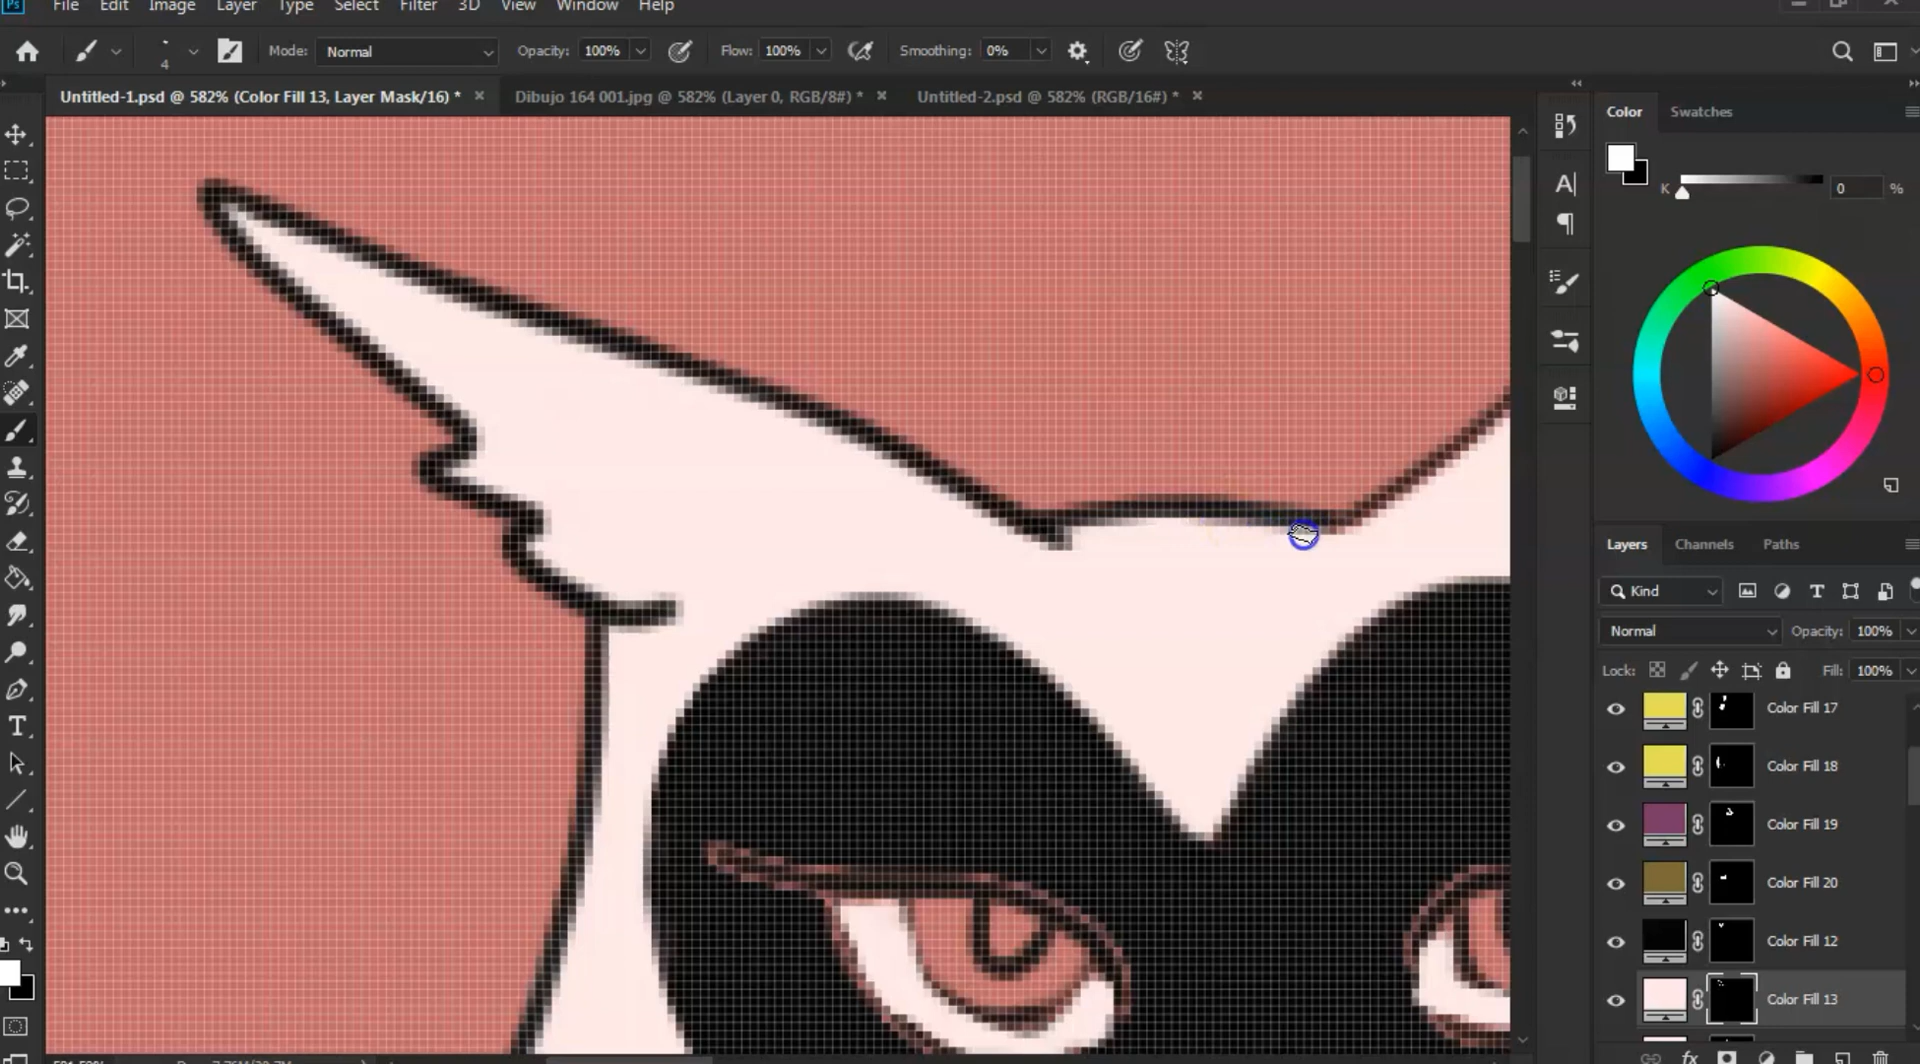 Ps File Edit Image Layer Type Select Filter 3D View Window Help
4 Mode: Normal Opacity: 100% Flow: 100% Smoothing: 0%
Untitled-1.psd @ 582% (Color Fill 13, Layer Mask/16) * Dibujo 164 001.jpg @ 582% (Layer 0, RGB/8#) * Untitled-2.psd @ 582% (RGB/16#) *
Color Swatches
K 0 %
Layers Channels Paths
Kind
Normal Opacity: 100%
Lock: Fill: 100%
Color Fill 17
Color Fill 18
Color Fill 19
Color Fill 20
Color Fill 12
Color Fill 13
fx